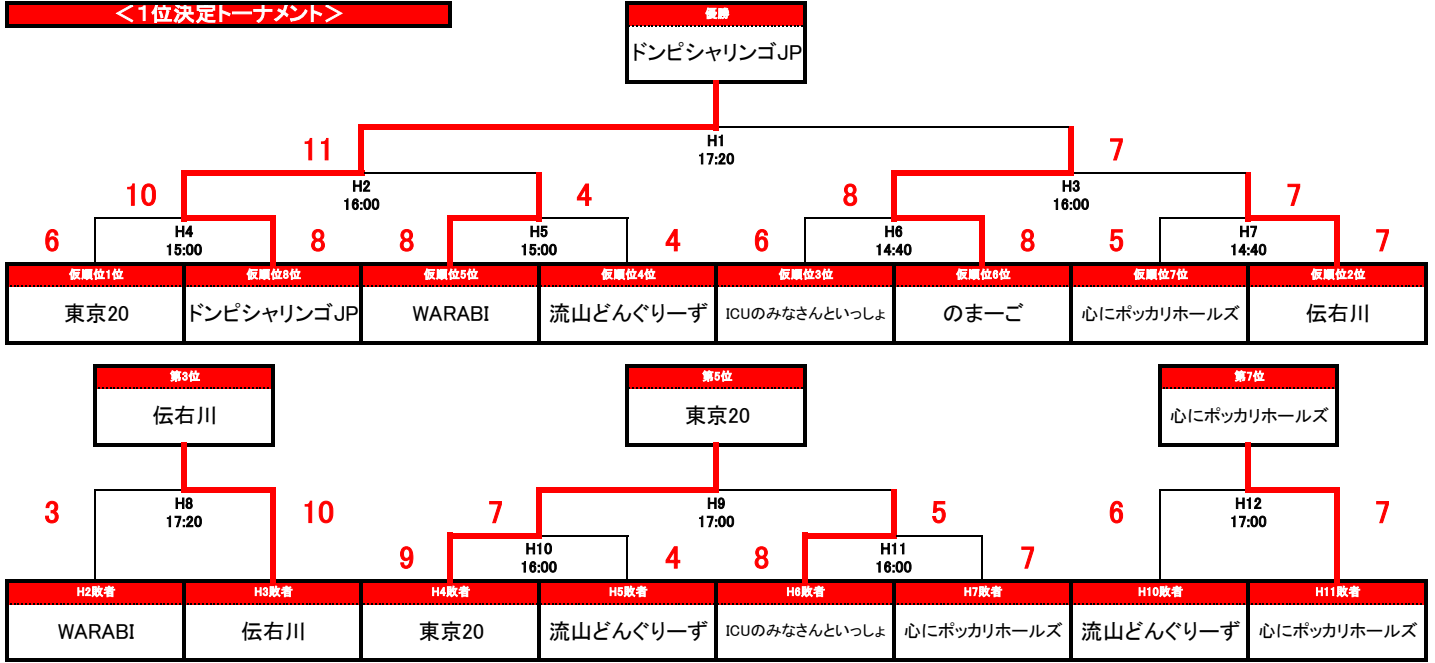 ＜１位決定トーナメント＞
優勝
ドンピシャリンゴJP
H1
17:20
11
7
H2
16:00
H3
16:00
10
4
8
7
H4
15:00
H5
15:00
H6
14:40
H7
14:40
6
8
8
4
6
8
5
7
仮順位1位
仮順位8位
仮順位5位
仮順位4位
仮順位3位
仮順位6位
仮順位7位
仮順位2位
東京20
ドンピシャリンゴJP
WARABI
流山どんぐりーず
ICUのみなさんといっしょ
のまーご
心にポッカリホールズ
伝右川
第3位
第5位
第7位
伝右川
東京20
心にポッカリホールズ
H8
17:20
H9
17:00
H12
17:00
3
10
7
5
6
7
H10
16:00
H11
16:00
9
4
8
7
H2敗者
H3敗者
H4敗者
H5敗者
H6敗者
H7敗者
H10敗者
H11敗者
WARABI
伝右川
東京20
流山どんぐりーず
ICUのみなさんといっしょ
心にポッカリホールズ
流山どんぐりーず
心にポッカリホールズ